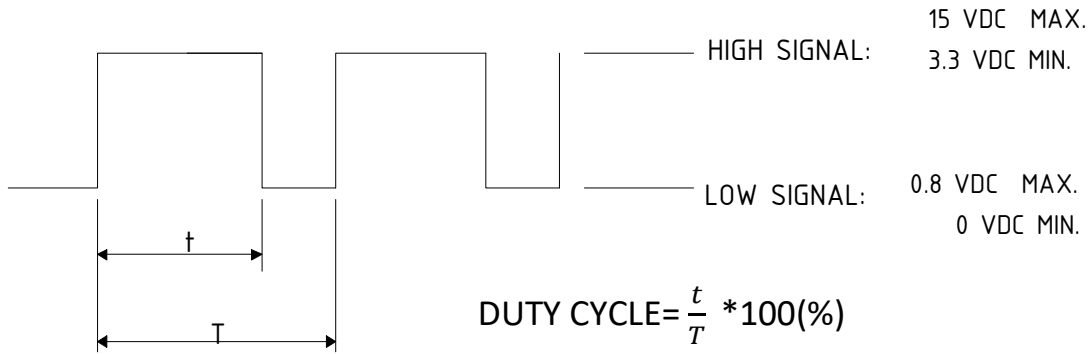 15 VDC MAX.
HIGH SIGNAL: 3.3 VDC MIN.
LOW SIGNAL: 0.8 VDC MAX.
0 VDC MIN.
t
DUTY CYCLE= t/T *100(%)
T